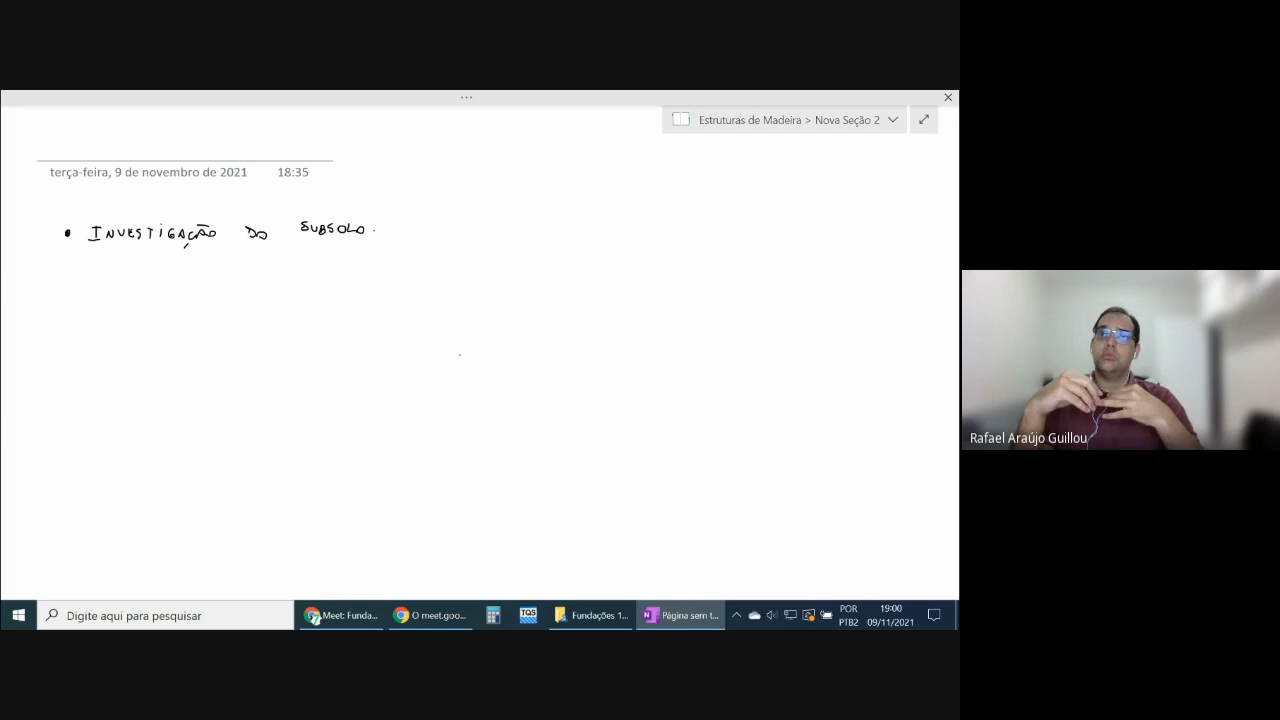 Estruturas de Madeira > Nova Seção 2
terça-feira, 9 de novembro de 2021 18:35
• INVESTIGAÇÃO DO SUBSOLO.
Rafael Araújo Guillou
Digite aqui para pesquisar
Meet: Funda...
O meet.goo...
TQS
Fundações 1...
Página sem t...
POR
PTB2
19:00
09/11/2021